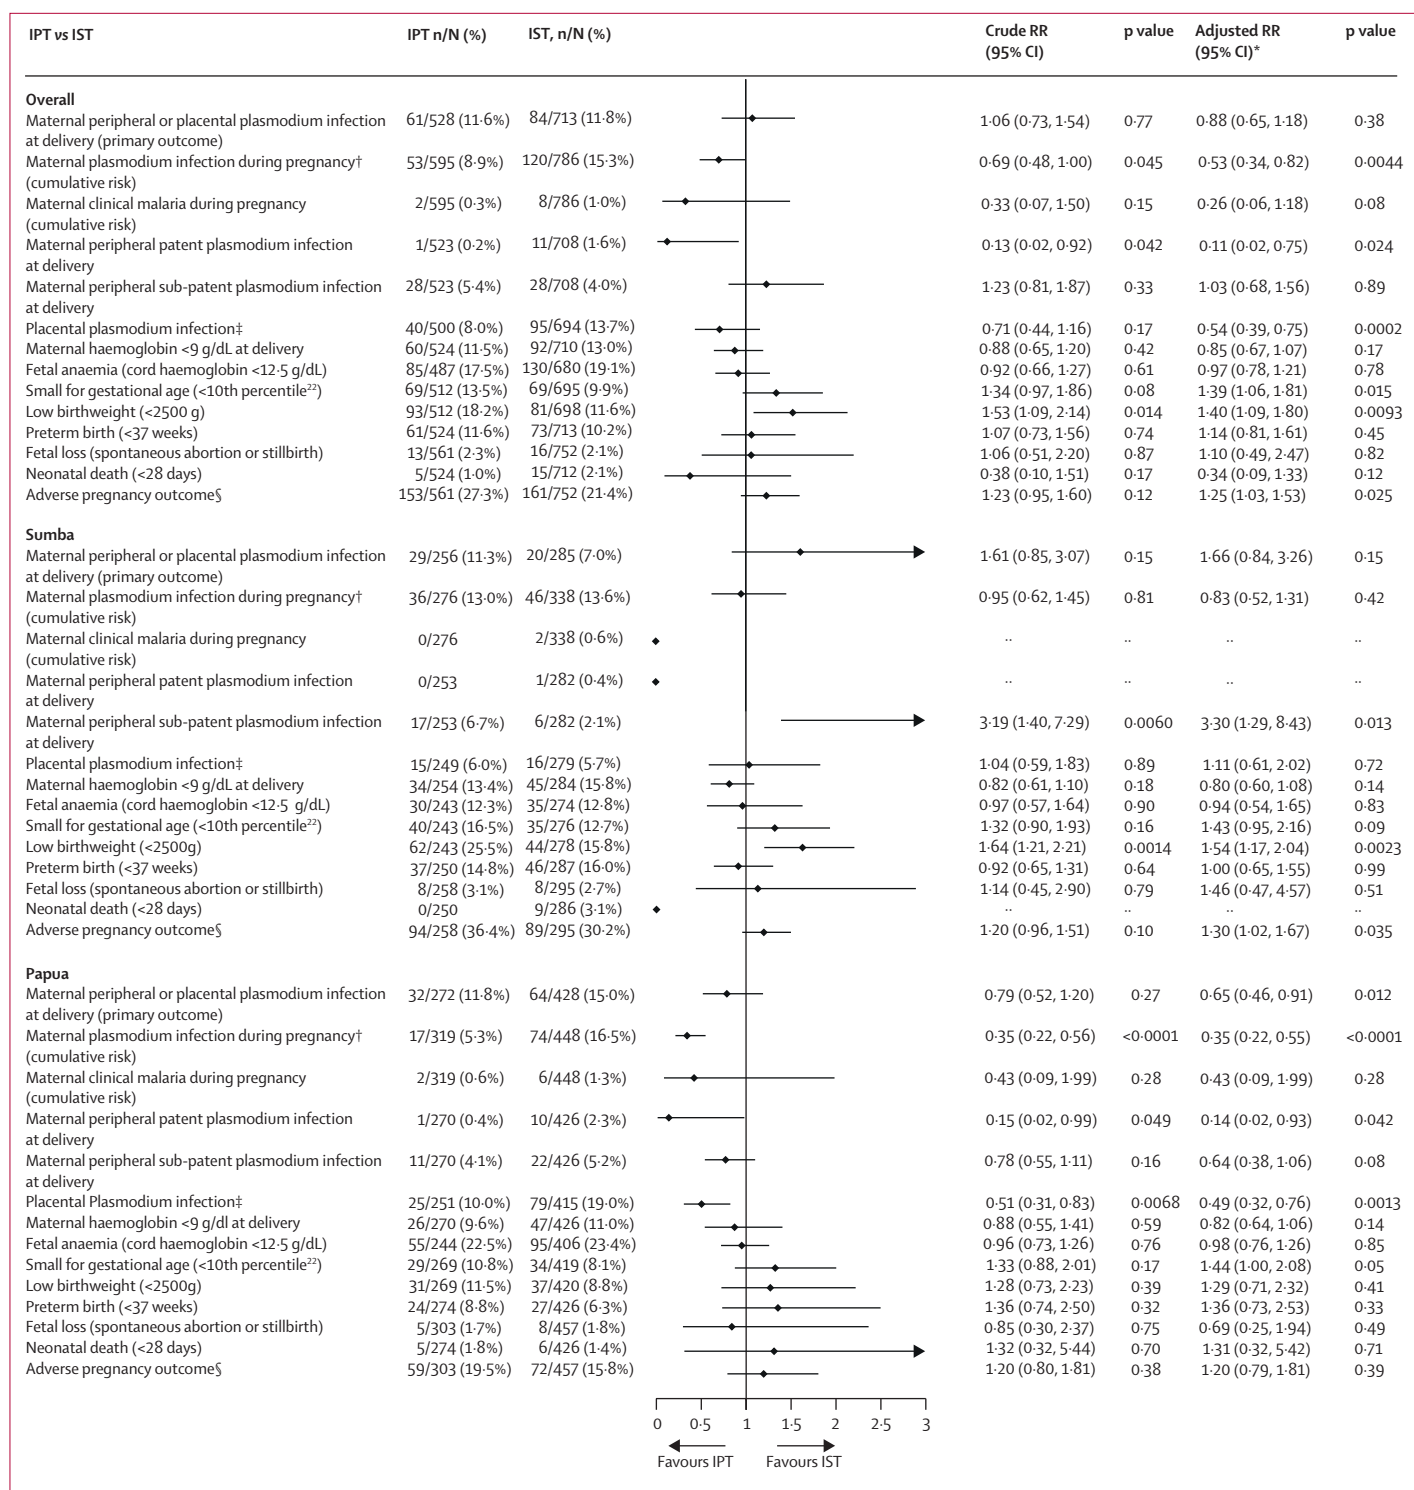 IPT vs IST IPT n/N (%) IST, n/N (%) Crude RR p value Adjusted RR p value
(95% CI) (95% CI)*
Overall
Maternal peripheral or placental plasmodium infection 61/528 (11·6%) 84/713 (11·8%) 1·06 (0·73, 1·54) 0·77 0·88 (0·65, 1·18) 0·38
at delivery (primary outcome)
Maternal plasmodium infection during pregnancy† 53/595 (8·9%) 120/786 (15·3%) 0·69 (0·48, 1·00) 0·045 0·53 (0·34, 0·82) 0·0044
(cumulative risk)
Maternal clinical malaria during pregnancy 2/595 (0·3%) 8/786 (1·0%) 0·33 (0·07, 1·50) 0·15 0·26 (0·06, 1·18) 0·08
(cumulative risk)
Maternal peripheral patent plasmodium infection 1/523 (0·2%) 11/708 (1·6%) 0·13 (0·02, 0·92) 0·042 0·11 (0·02, 0·75) 0·024
at delivery
Maternal peripheral sub-patent plasmodium infection 28/523 (5·4%) 28/708 (4·0%) 1·23 (0·81, 1·87) 0·33 1·03 (0·68, 1·56) 0·89
at delivery
Placental plasmodium infection‡ 40/500 (8·0%) 95/694 (13·7%) 0·71 (0·44, 1·16) 0·17 0·54 (0·39, 0·75) 0·0002
Maternal haemoglobin <9 g/dL at delivery 60/524 (11·5%) 92/710 (13·0%) 0·88 (0·65, 1·20) 0·42 0·85 (0·67, 1·07) 0·17
Fetal anaemia (cord haemoglobin <12·5 g/dL) 85/487 (17·5%) 130/680 (19·1%) 0·92 (0·66, 1·27) 0·61 0·97 (0·78, 1·21) 0·78
Small for gestational age (<10th percentile²²) 69/512 (13·5%) 69/695 (9·9%) 1·34 (0·97, 1·86) 0·08 1·39 (1·06, 1·81) 0·015
Low birthweight (<2500 g) 93/512 (18·2%) 81/698 (11·6%) 1·53 (1·09, 2·14) 0·014 1·40 (1·09, 1·80) 0·0093
Preterm birth (<37 weeks) 61/524 (11·6%) 73/713 (10·2%) 1·07 (0·73, 1·56) 0·74 1·14 (0·81, 1·61) 0·45
Fetal loss (spontaneous abortion or stillbirth) 13/561 (2·3%) 16/752 (2·1%) 1·06 (0·51, 2·20) 0·87 1·10 (0·49, 2·47) 0·82
Neonatal death (<28 days) 5/524 (1·0%) 15/712 (2·1%) 0·38 (0·10, 1·51) 0·17 0·34 (0·09, 1·33) 0·12
Adverse pregnancy outcome§ 153/561 (27·3%) 161/752 (21·4%) 1·23 (0·95, 1·60) 0·12 1·25 (1·03, 1·53) 0·025
Sumba
Maternal peripheral or placental plasmodium infection 29/256 (11·3%) 20/285 (7·0%) 1·61 (0·85, 3·07) 0·15 1·66 (0·84, 3·26) 0·15
at delivery (primary outcome)
Maternal plasmodium infection during pregnancy† 36/276 (13·0%) 46/338 (13·6%) 0·95 (0·62, 1·45) 0·81 0·83 (0·52, 1·31) 0·42
(cumulative risk)
Maternal clinical malaria during pregnancy 0/276 2/338 (0·6%) ·· ·· ·· ··
(cumulative risk)
Maternal peripheral patent plasmodium infection 0/253 1/282 (0·4%) ·· ·· ·· ··
at delivery
Maternal peripheral sub-patent plasmodium infection 17/253 (6·7%) 6/282 (2·1%) 3·19 (1·40, 7·29) 0·0060 3·30 (1·29, 8·43) 0·013
at delivery
Placental plasmodium infection‡ 15/249 (6·0%) 16/279 (5·7%) 1·04 (0·59, 1·83) 0·89 1·11 (0·61, 2·02) 0·72
Maternal haemoglobin <9 g/dL at delivery 34/254 (13·4%) 45/284 (15·8%) 0·82 (0·61, 1·10) 0·18 0·80 (0·60, 1·08) 0·14
Fetal anaemia (cord haemoglobin <12·5 g/dL) 30/243 (12·3%) 35/274 (12·8%) 0·97 (0·57, 1·64) 0·90 0·94 (0·54, 1·65) 0·83
Small for gestational age (<10th percentile²²) 40/243 (16·5%) 35/276 (12·7%) 1·32 (0·90, 1·93) 0·16 1·43 (0·95, 2·16) 0·09
Low birthweight (<2500g) 62/243 (25·5%) 44/278 (15·8%) 1·64 (1·21, 2·21) 0·0014 1·54 (1·17, 2·04) 0·0023
Preterm birth (<37 weeks) 37/250 (14·8%) 46/287 (16·0%) 0·92 (0·65, 1·31) 0·64 1·00 (0·65, 1·55) 0·99
Fetal loss (spontaneous abortion or stillbirth) 8/258 (3·1%) 8/295 (2·7%) 1·14 (0·45, 2·90) 0·79 1·46 (0·47, 4·57) 0·51
Neonatal death (<28 days) 0/250 9/286 (3·1%) ·· ·· ·· ··
Adverse pregnancy outcome§ 94/258 (36·4%) 89/295 (30·2%) 1·20 (0·96, 1·51) 0·10 1·30 (1·02, 1·67) 0·035
Papua
Maternal peripheral or placental plasmodium infection 32/272 (11·8%) 64/428 (15·0%) 0·79 (0·52, 1·20) 0·27 0·65 (0·46, 0·91) 0·012
at delivery (primary outcome)
Maternal plasmodium infection during pregnancy† 17/319 (5·3%) 74/448 (16·5%) 0·35 (0·22, 0·56) <0·0001 0·35 (0·22, 0·55) <0·0001
(cumulative risk)
Maternal clinical malaria during pregnancy 2/319 (0·6%) 6/448 (1·3%) 0·43 (0·09, 1·99) 0·28 0·43 (0·09, 1·99) 0·28
(cumulative risk)
Maternal peripheral patent plasmodium infection 1/270 (0·4%) 10/426 (2·3%) 0·15 (0·02, 0·99) 0·049 0·14 (0·02, 0·93) 0·042
at delivery
Maternal peripheral sub-patent plasmodium infection 11/270 (4·1%) 22/426 (5·2%) 0·78 (0·55, 1·11) 0·16 0·64 (0·38, 1·06) 0·08
at delivery
Placental Plasmodium infection‡ 25/251 (10·0%) 79/415 (19·0%) 0·51 (0·31, 0·83) 0·0068 0·49 (0·32, 0·76) 0·0013
Maternal haemoglobin <9 g/dl at delivery 26/270 (9·6%) 47/426 (11·0%) 0·88 (0·55, 1·41) 0·59 0·82 (0·64, 1·06) 0·14
Fetal anaemia (cord haemoglobin <12·5 g/dL) 55/244 (22·5%) 95/406 (23·4%) 0·96 (0·73, 1·26) 0·76 0·98 (0·76, 1·26) 0·85
Small for gestational age (<10th percentile²²) 29/269 (10·8%) 34/419 (8·1%) 1·33 (0·88, 2·01) 0·17 1·44 (1·00, 2·08) 0·05
Low birthweight (<2500g) 31/269 (11·5%) 37/420 (8·8%) 1·28 (0·73, 2·23) 0·39 1·29 (0·71, 2·32) 0·41
Preterm birth (<37 weeks) 24/274 (8·8%) 27/426 (6·3%) 1·36 (0·74, 2·50) 0·32 1·36 (0·73, 2·53) 0·33
Fetal loss (spontaneous abortion or stillbirth) 5/303 (1·7%) 8/457 (1·8%) 0·85 (0·30, 2·37) 0·75 0·69 (0·25, 1·94) 0·49
Neonatal death (<28 days) 5/274 (1·8%) 6/426 (1·4%) 1·32 (0·32, 5·44) 0·70 1·31 (0·32, 5·42) 0·71
Adverse pregnancy outcome§ 59/303 (19·5%) 72/457 (15·8%) 1·20 (0·80, 1·81) 0·38 1·20 (0·79, 1·81) 0·39
0 0·5 1 1·5 2 2·5 3
Favours IPT Favours IST